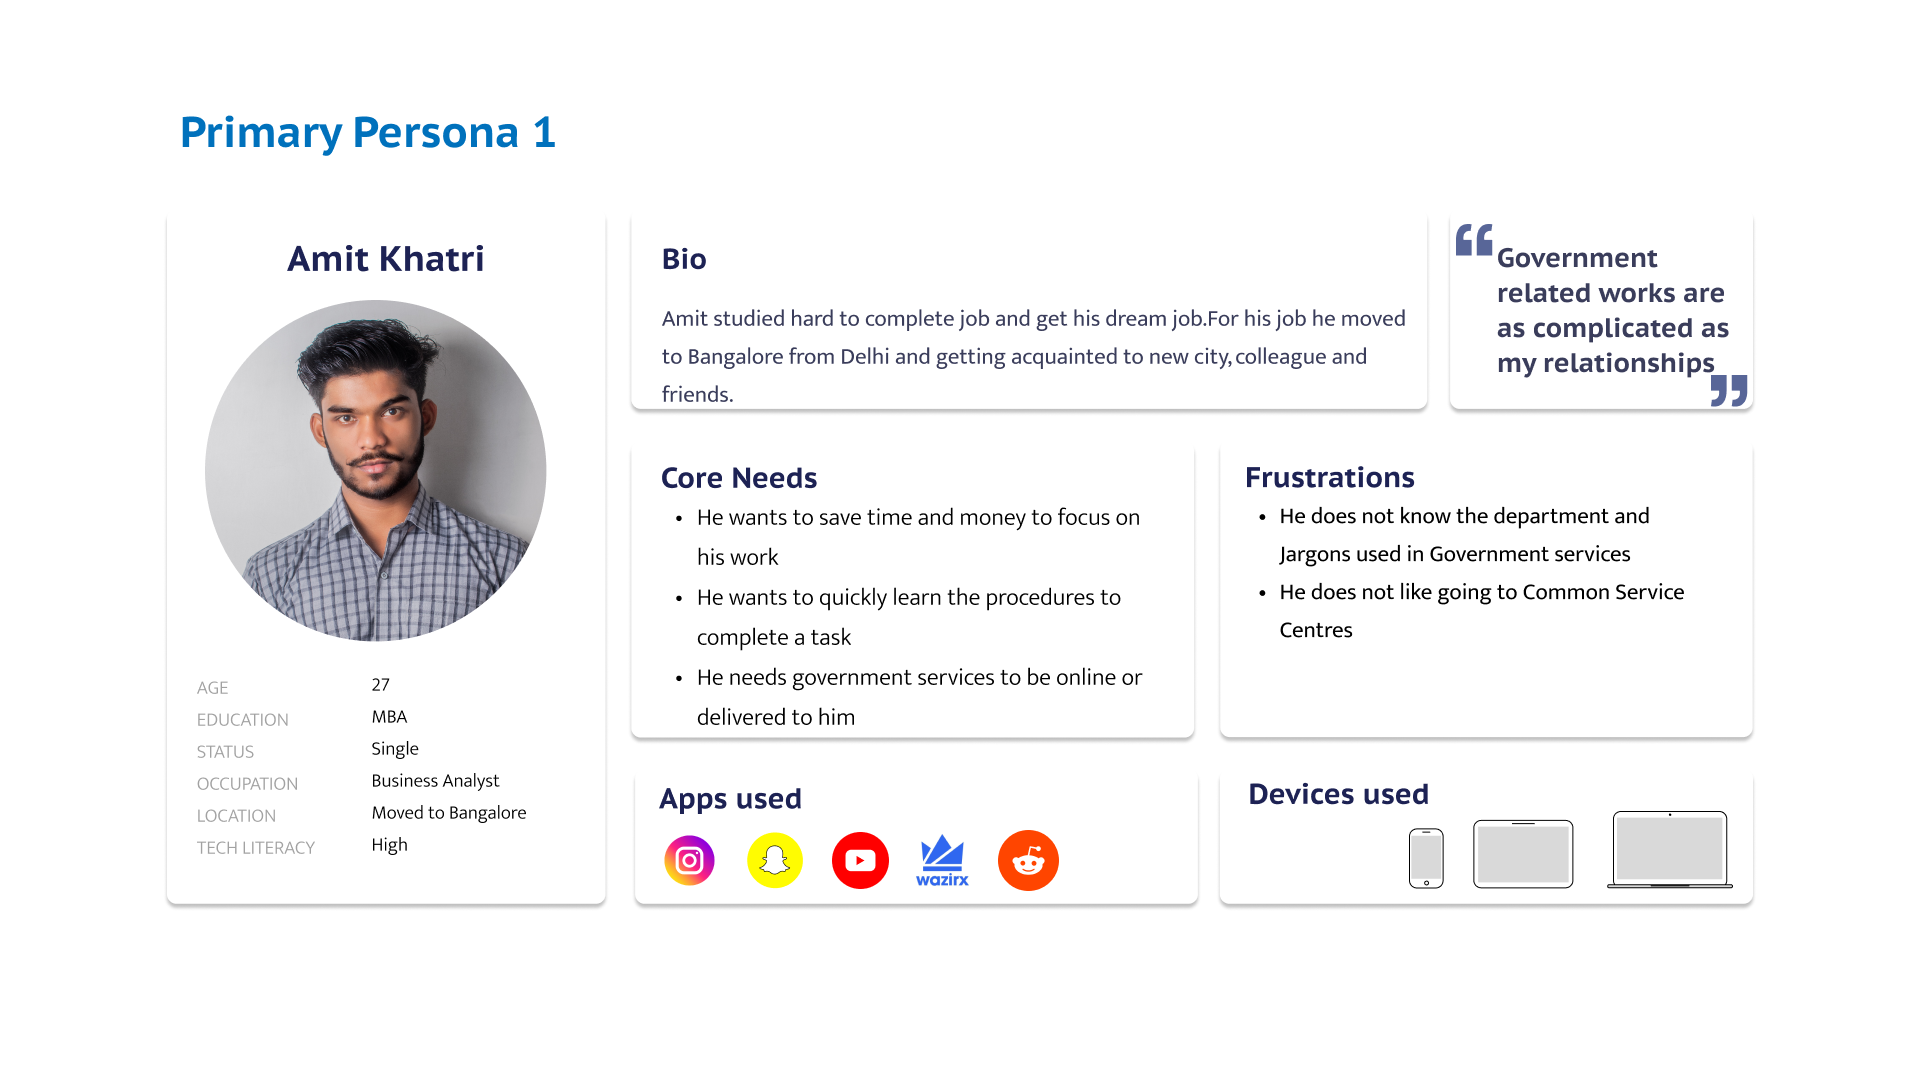 Primary Persona 1
Amit Khatri
AGE 27
EDUCATION MBA
STATUS Single
OCCUPATION Business Analyst
LOCATION Moved to Bangalore
TECH LITERACY High
Bio
Amit studied hard to complete job and get his dream job.For his job he moved
to Bangalore from Delhi and getting acquainted to new city, colleague and
friends.
“Government
related works are
as complicated as
my relationships”
Core Needs
• He wants to save time and money to focus on
his work
• He wants to quickly learn the procedures to
complete a task
• He needs government services to be online or
delivered to him
Frustrations
• He does not know the department and
Jargons used in Government services
• He does not like going to Common Service
Centres
Apps used
wazirx
Devices used